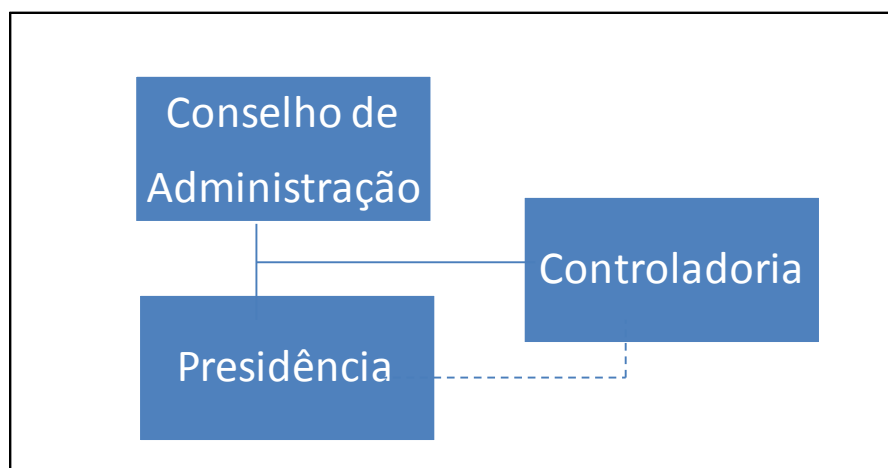 Conselho de
Administração
Controladoria
Presidência